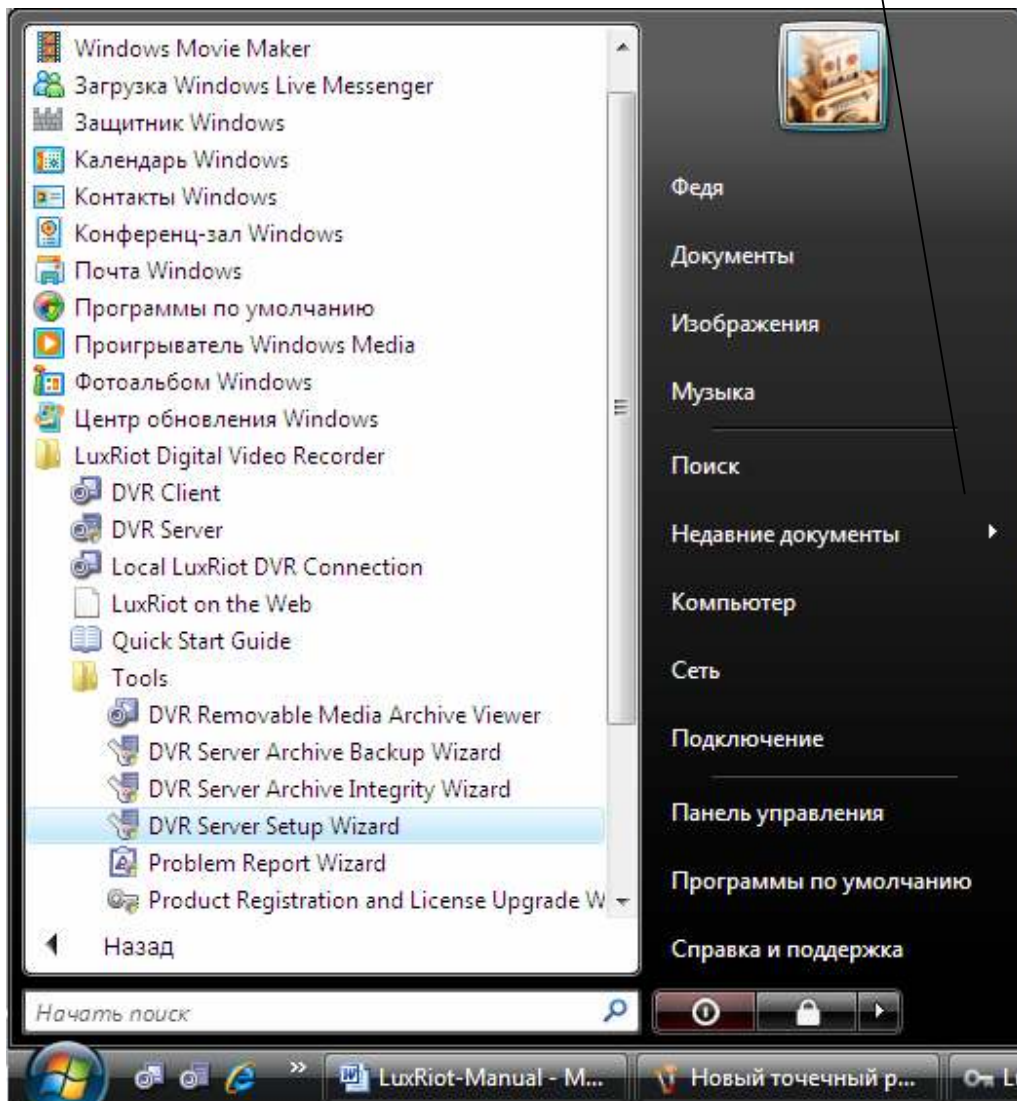 Windows Movie Maker
Загрузка Windows Live Messenger
Защитник Windows
Календарь Windows
Контакты Windows
Конференц-зал Windows
Почта Windows
Программы по умолчанию
Проигрыватель Windows Media
Фотоальбом Windows
Центр обновления Windows
LuxRiot Digital Video Recorder
DVR Client
DVR Server
Local LuxRiot DVR Connection
LuxRiot on the Web
Quick Start Guide
Tools
DVR Removable Media Archive Viewer
DVR Server Archive Backup Wizard
DVR Server Archive Integrity Wizard
DVR Server Setup Wizard
Problem Report Wizard
Product Registration and License Upgrade W
Назад
Начать поиск
Федя
Документы
Изображения
Музыка
Поиск
Недавние документы
Компьютер
Сеть
Подключение
Панель управления
Программы по умолчанию
Справка и поддержка
» LuxRiot-Manual - M... Новый точечный р... L